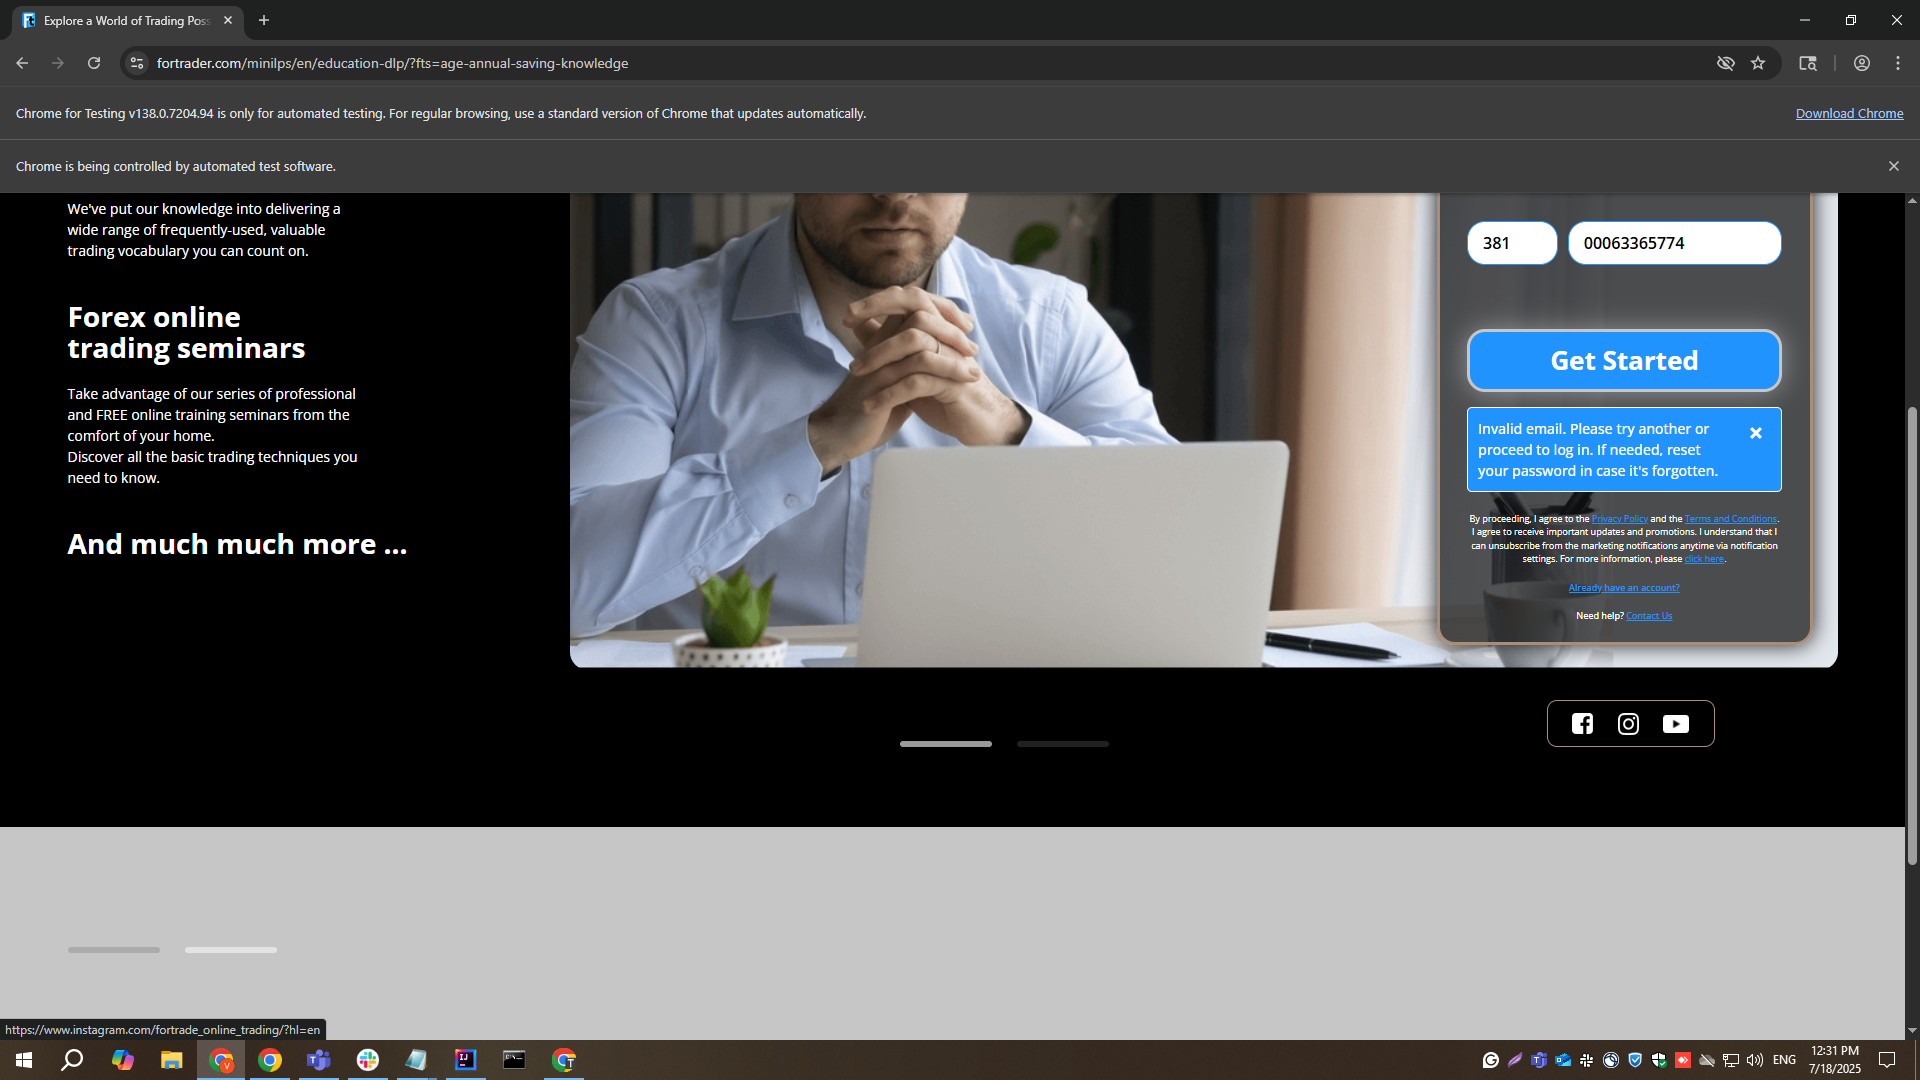 Explore a World of Trading Pos
fortrader.com/minilps/en/education-dlp/?fts=age-annual-saving-knowledge
Chrome for Testing v138.0.7204.94 is only for automated testing. For regular browsing, use a standard version of Chrome that updates automatically.
Download Chrome
Chrome is being controlled by automated test software.
We've put our knowledge into delivering a
wide range of frequently-used, valuable
trading vocabulary you can count on.
Forex online
trading seminars
Take advantage of our series of professional
and FREE online training seminars from the
comfort of your home.
Discover all the basic trading techniques you
need to know.
And much much more ...
381
00063365774
Get Started
Invalid email. Please try another or
proceed to log in. If needed, reset
your password in case it's forgotten.
By proceeding, I agree to the Privacy Policy and the Terms and Conditions.
I agree to receive important updates and promotions. I understand that I
can unsubscribe from the marketing notifications anytime via notification
settings. For more information, please click here.
Already have an account?
Need help? Contact Us
https://www.instagram.com/fortrade_online_trading/?hl=en
ENG
12:31 PM
7/18/2025